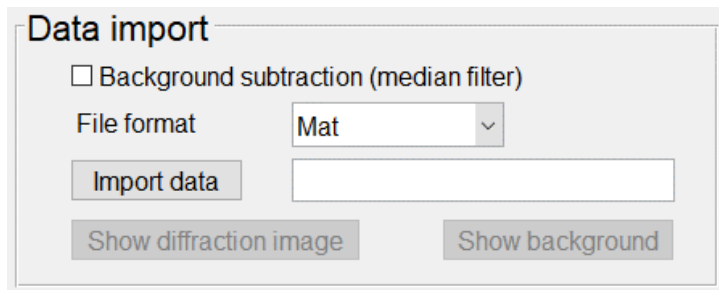 Data import
Background subtraction (median filter)
File format Mat
Import data
Show diffraction image Show background